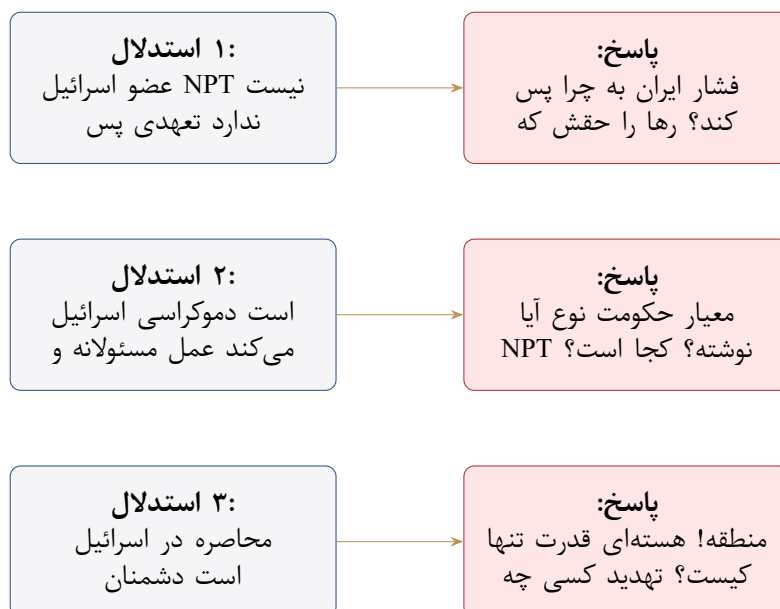 استدلال ۱:
اسرائیل عضو NPT نیست
پس تعهدی ندارد
پاسخ:
پس چرا به ایران فشار
که حقش را رها کند؟
استدلال ۲:
اسرائیل دموکراسی است
و مسئولانه عمل می‌کند
پاسخ:
آیا نوع حکومت معیار
NPT است؟ کجا نوشته؟
استدلال ۳:
اسرائیل در محاصره
دشمنان است
پاسخ:
تنها قدرت هسته‌ای منطقه!
چه کسی تهدید کیست؟